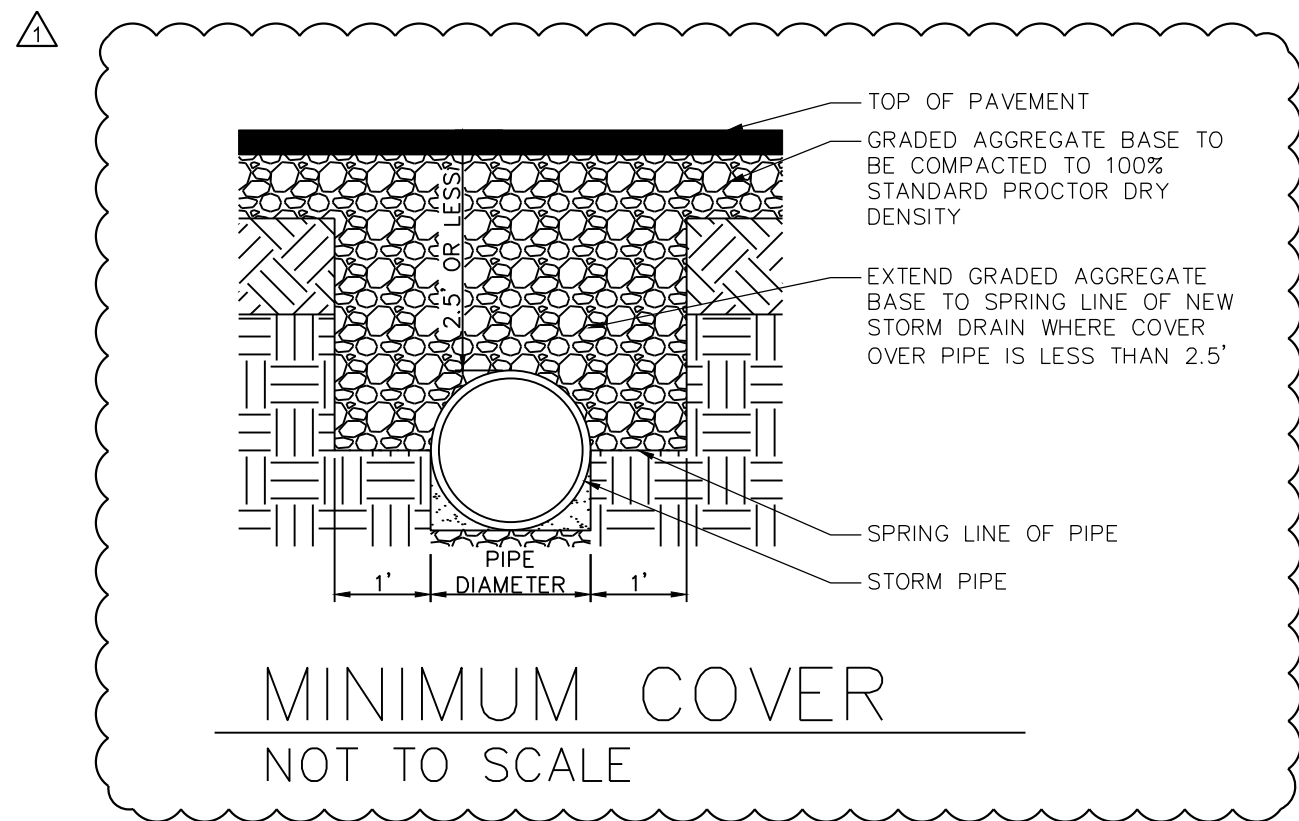 1
TOP OF PAVEMENT
GRADED AGGREGATE BASE TO
BE COMPACTED TO 100%
STANDARD PROCTOR DRY
DENSITY
2.5' OR LESS
EXTEND GRADED AGGREGATE
BASE TO SPRING LINE OF NEW
STORM DRAIN WHERE COVER
OVER PIPE IS LESS THAN 2.5'
SPRING LINE OF PIPE
STORM PIPE
1'
PIPE
DIAMETER
1'
MINIMUM COVER
NOT TO SCALE